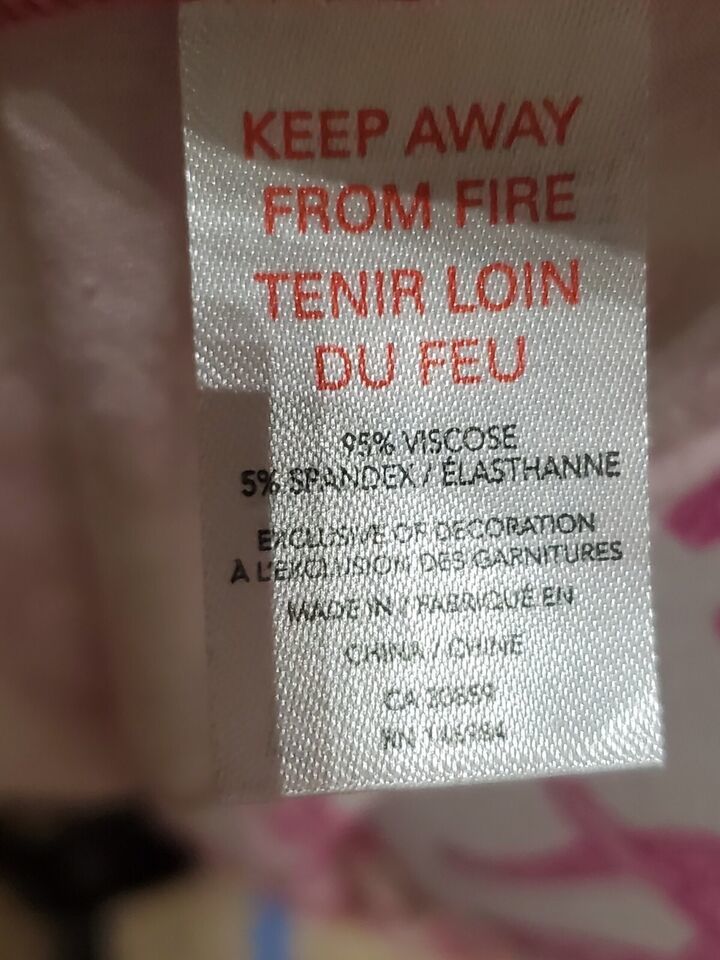 KEEP AWAY
FROM FIRE
TENIR LOIN
DU FEU
95% VISCOSE
5% SPANDEX / ÉLASTHANNE
EXCLUSIVE OF DECORATION
À L'EXCLUSION DES GARNITURES
MADE IN / FABRIQUÉ EN
CHINA / CHINE
CA
RN